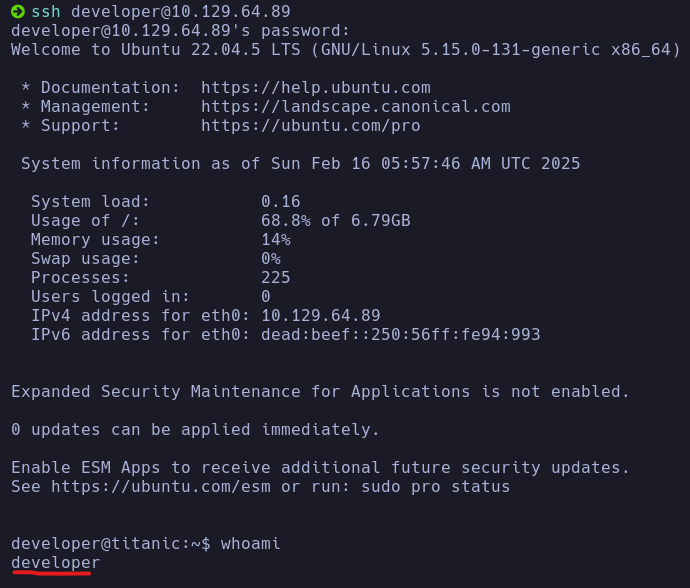 ssh developer@10.129.64.89
developer@10.129.64.89's password:
Welcome to Ubuntu 22.04.5 LTS (GNU/Linux 5.15.0-131-generic x86_64)
* Documentation:  https://help.ubuntu.com
* Management:     https://landscape.canonical.com
* Support:        https://ubuntu.com/pro
System information as of Sun Feb 16 05:57:46 AM UTC 2025
System load:           0.16
Usage of /:            68.8% of 6.79GB
Memory usage:          14%
Swap usage:            0%
Processes:             225
Users logged in:       0
IPv4 address for eth0: 10.129.64.89
IPv6 address for eth0: dead:beef::250:56ff:fe94:993
Expanded Security Maintenance for Applications is not enabled.
0 updates can be applied immediately.
Enable ESM Apps to receive additional future security updates.
See https://ubuntu.com/esm or run: sudo pro status
developer@titanic:~$ whoami
developer